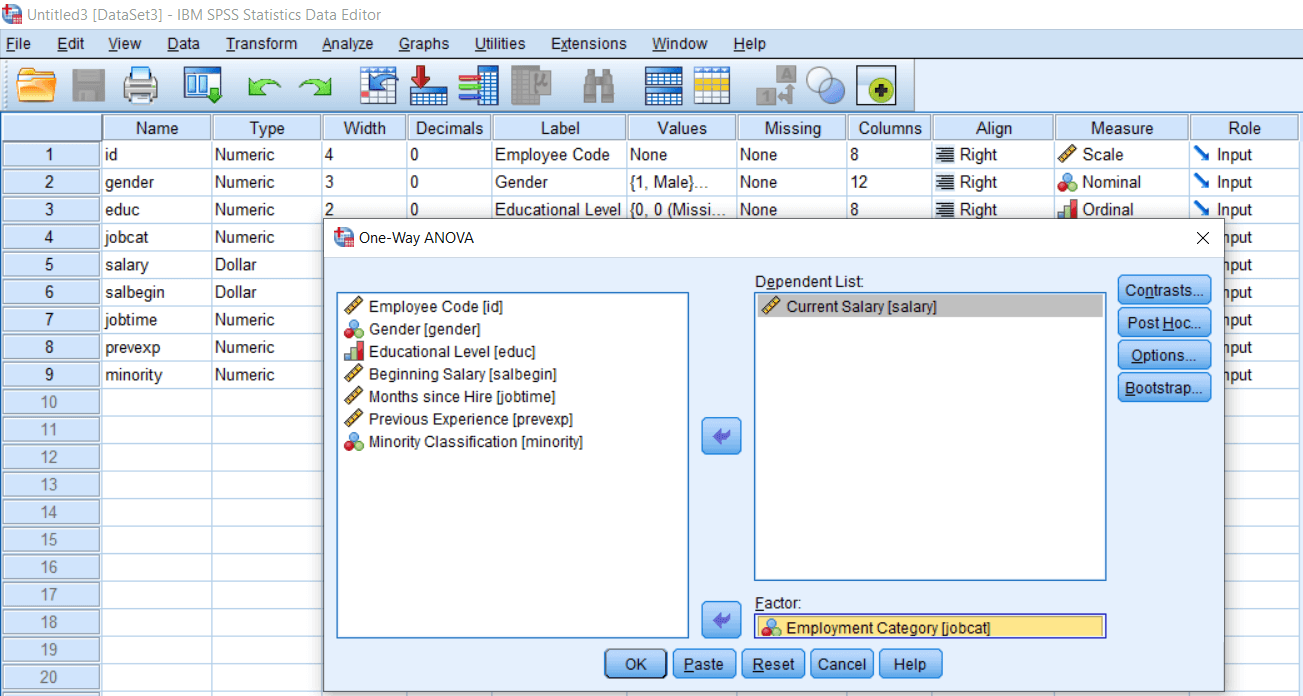 Untitled3 [DataSet3] - IBM SPSS Statistics Data Editor
File Edit View Data Transform Analyze Graphs Utilities Extensions Window Help
Name Type Width Decimals Label Values Missing Columns Align Measure Role
1 id Numeric 4 0 Employee Code None None 8 Right Scale Input
2 gender Numeric 3 0 Gender {1, Male}... None 12 Right Nominal Input
3 educ Numeric 2 0 Educational Level {0, 0 (Missi... None 8 Right Ordinal Input
4 jobcat Numeric
5 salary Dollar
6 salbegin Dollar
7 jobtime Numeric
8 prevexp Numeric
9 minority Numeric
10
11
12
13
14
15
16
17
18
19
20
One-Way ANOVA
Employee Code [id]
Gender [gender]
Educational Level [educ]
Beginning Salary [salbegin]
Months since Hire [jobtime]
Previous Experience [prevexp]
Minority Classification [minority]
Dependent List:
Current Salary [salary]
Factor:
Employment Category [jobcat]
Contrasts...
Post Hoc...
Options...
Bootstrap...
OK Paste Reset Cancel Help